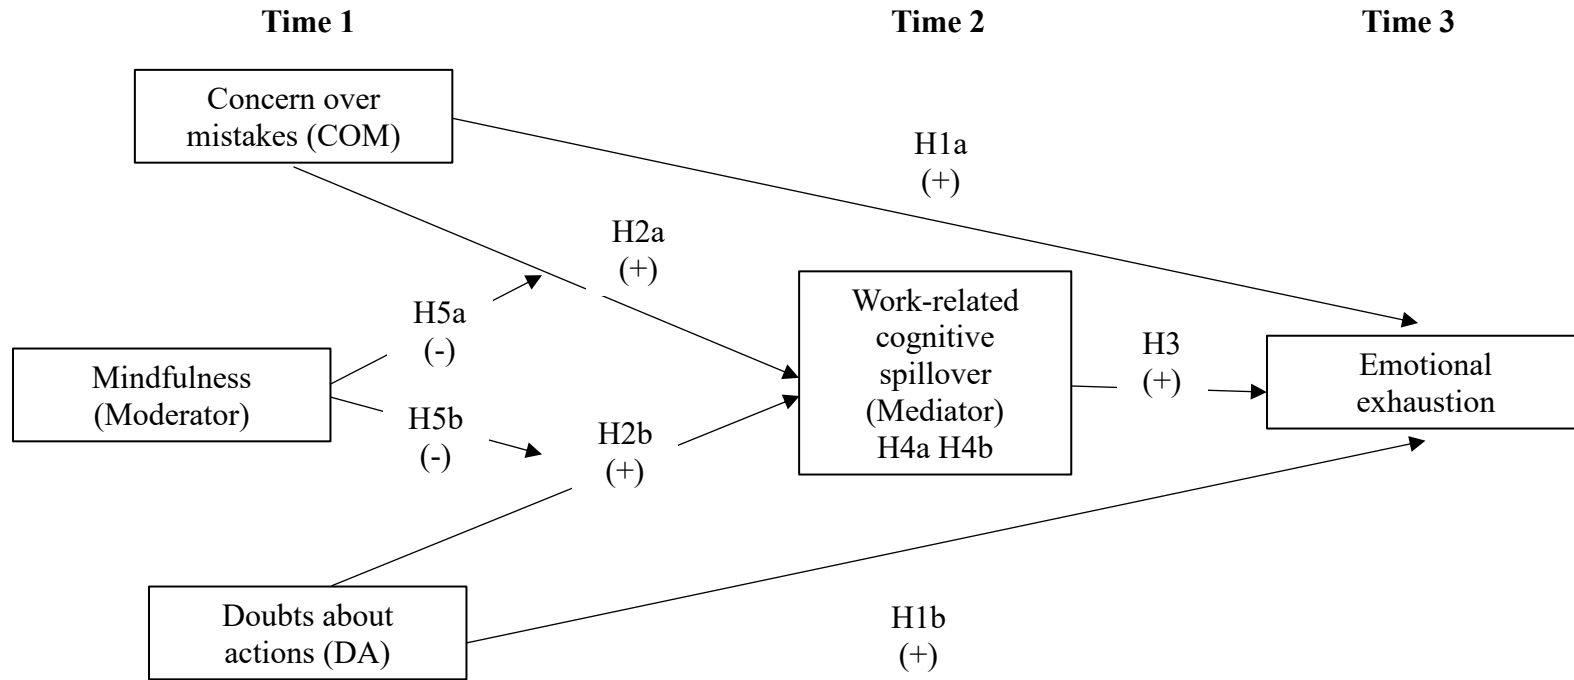 Time 1
Time 2
Time 3
Concern over
mistakes (COM)
H1a
(+)
H2a
(+)
H5a
(-)
Mindfulness
(Moderator)
H5b
(-)
H2b
(+)
Work-related
cognitive
spillover
(Mediator)
H4a H4b
H3
(+)
Emotional
exhaustion
Doubts about
actions (DA)
H1b
(+)